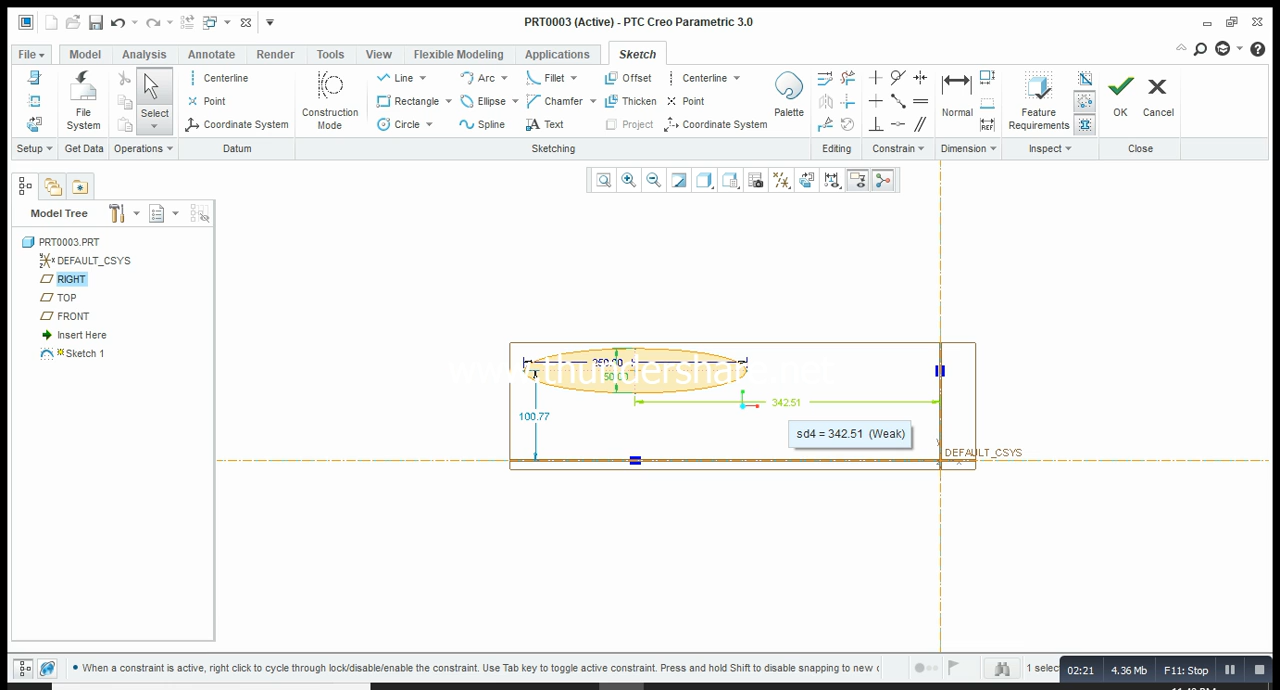 PRT0003 (Active) - PTC Creo Parametric 3.0
File Model Analysis Annotate Render Tools View Flexible Modeling Applications Sketch
Centerline
Point
Coordinate System
File System
Select
Construction Mode
Line Arc Fillet Offset Centerline
Rectangle Ellipse Chamfer Thicken Point
Circle Spline Text Project Coordinate System
Palette
Normal
Feature Requirements
OK Cancel
Setup Get Data Operations Datum Sketching Editing Constrain Dimension Inspect Close
Model Tree
PRT0003.PRT
DEFAULT_CSYS
RIGHT
TOP
FRONT
Insert Here
Sketch 1
www.thundershare.net
50.00
342.51
100.77
sd4 = 342.51 (Weak)
DEFAULT_CSYS
• When a constraint is active, right click to cycle through lock/disable/enable the constraint. Use Tab key to toggle active constraint. Press and hold Shift to disable snapping to new
1 selec
02:21 4.36 Mb F11: Stop